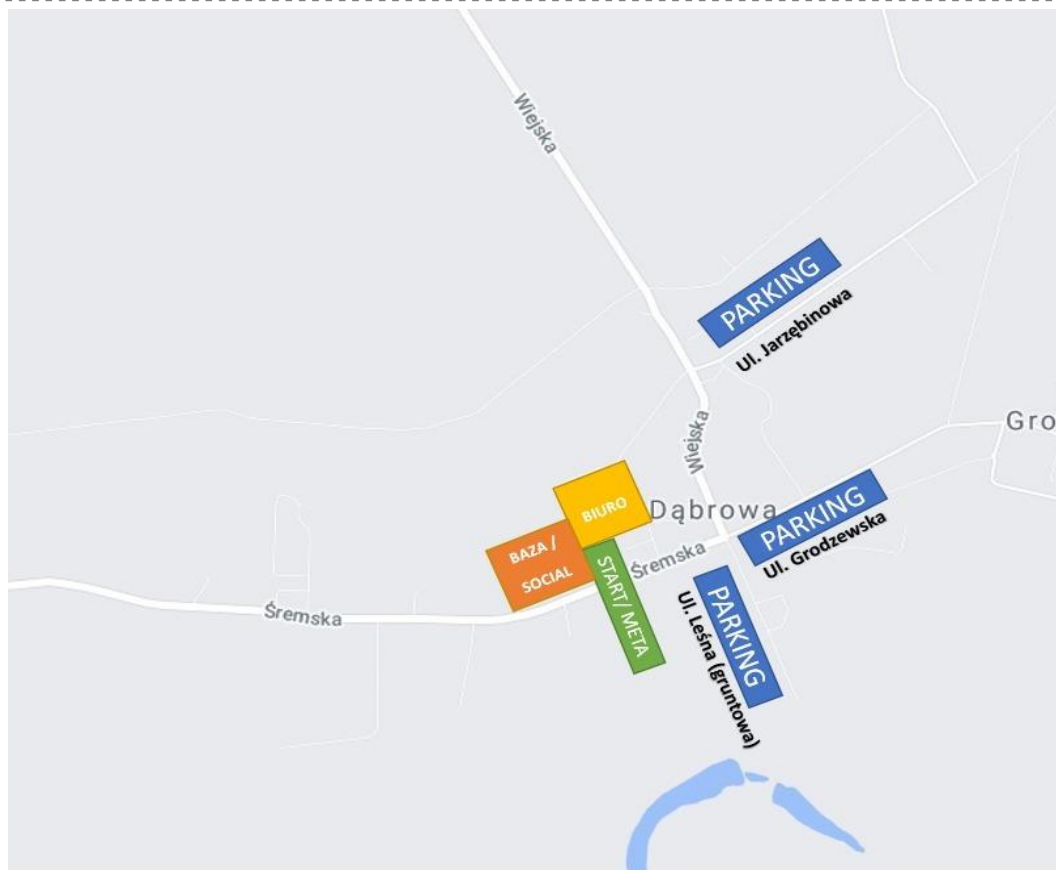 Wiejska
PARKING
Ul. Jarzębinowa
Wiejska
Gro
BIURO
Dąbrowa
PARKING
Ul. Grodzewska
BAZA /
SOCIAL
START/ META
Śremska
PARKING
Ul. Leśna (gruntowa)
Śremska